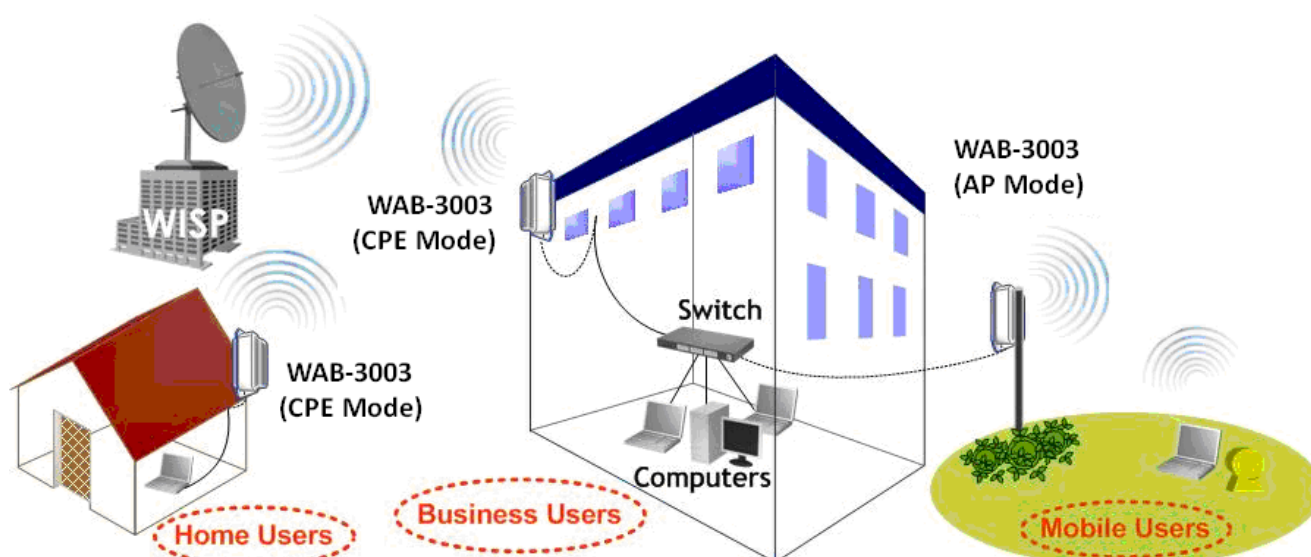 WISP
WAB-3003
(CPE Mode)
WAB-3003
(AP Mode)
Switch
WAB-3003
(CPE Mode)
Computers
Home Users
Business Users
Mobile Users